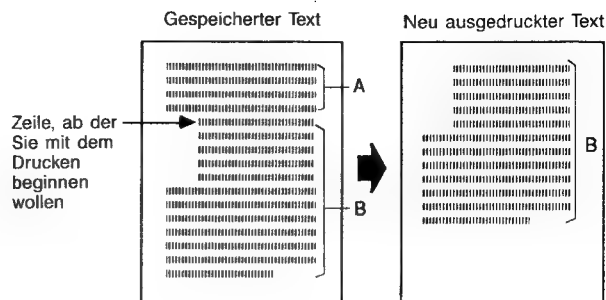 Gespeicherter Text
Neu ausgedruckter Text
A
Zeile, ab der
Sie mit dem
Drucken
beginnen
wollen
B
B